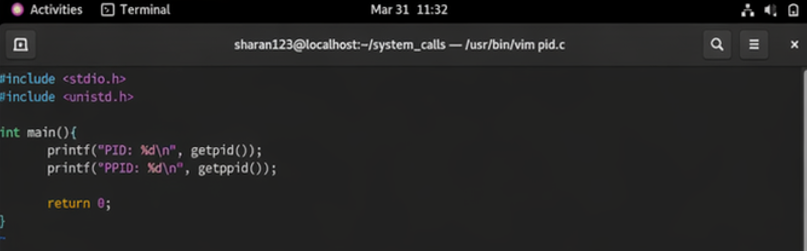 Activities Terminal Mar 31 11:32
sharan123@localhost:~/system_calls — /usr/bin/vim pid.c
#include <stdio.h>
#include <unistd.h>
int main(){
printf("PID: %d\n", getpid());
printf("PPID: %d\n", getppid());
return 0;
}
~